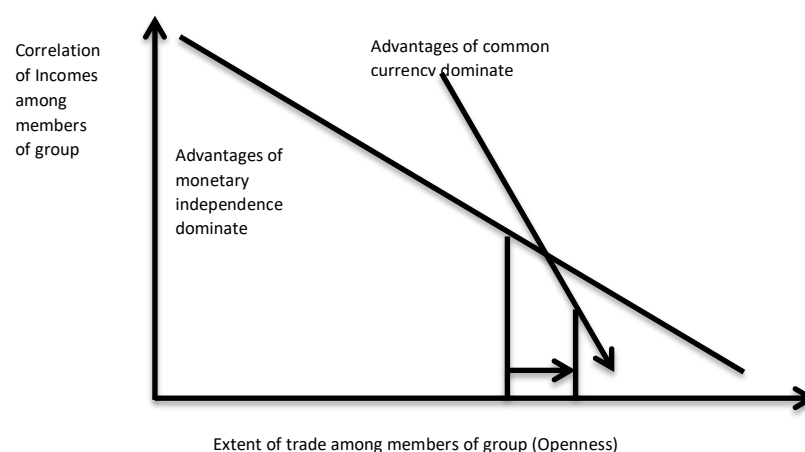 Correlation
of Incomes
among
members
of group
Advantages of common
currency dominate
Advantages of
monetary
independence
dominate
Extent of trade among members of group (Openness)